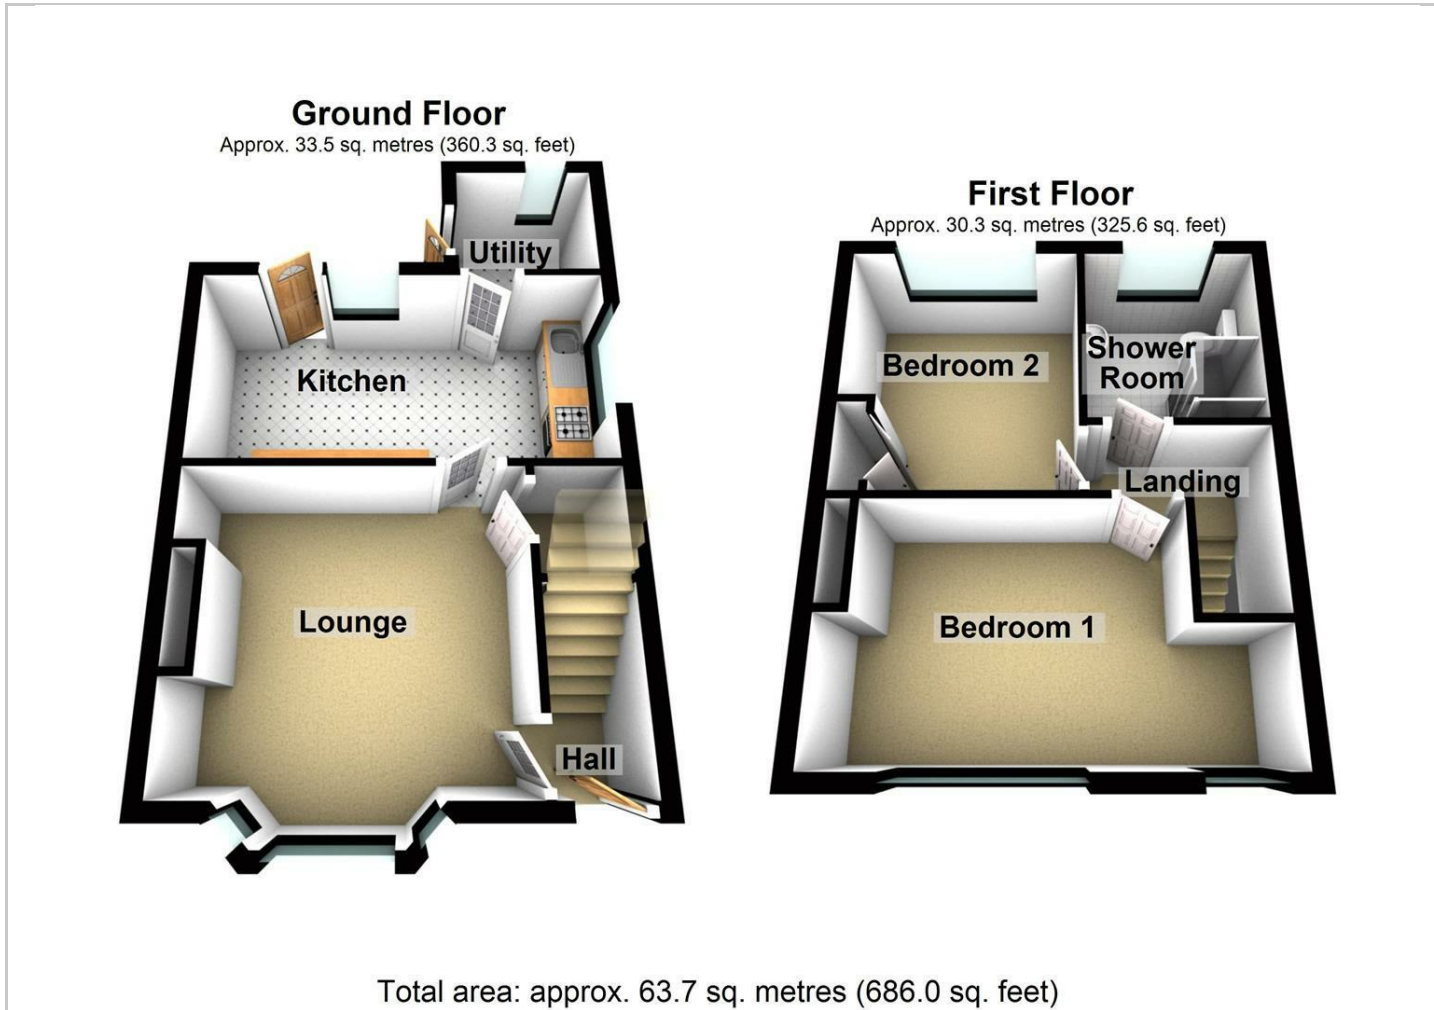 Ground Floor
Approx. 33.5 sq. metres (360.3 sq. feet)
Utility
Kitchen
Lounge
Hall
First Floor
Approx. 30.3 sq. metres (325.6 sq. feet)
Bedroom 2
Shower
Room
Landing
Bedroom 1
Total area: approx. 63.7 sq. metres (686.0 sq. feet)